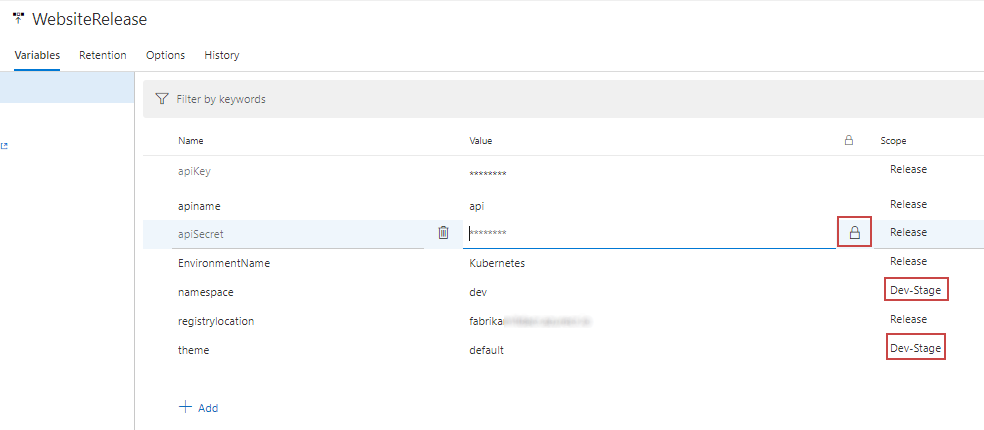 WebsiteRelease
Variables Retention Options History
Filter by keywords
Name Value Scope
apiKey ******** Release
apiname api Release
apiSecret ******** Release
EnvironmentName Kubernetes Release
namespace dev Dev-Stage
registrylocation fabrika Release
theme default Dev-Stage
Add